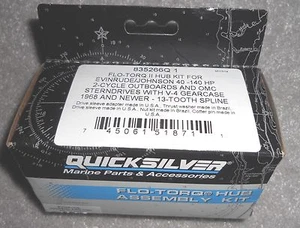 835266Q 1
FLO-TORQ II HUB KIT FOR
EVINRUDE/JOHNSON 40 -140 HP
2-CYCLE OUTBOARDS AND OMC
STERNDRIVES WITH V-4 GEARCASE
1968 AND NEWER - 13-TOOTH SPLINE
Drive sleeve adapter made in U.S.A. Thrust washer made in Brazil.
Drive sleeve made in U.S.A. Nut made in Brazil. Cotter pin made in
U.S.A.
7 45061 51871 1
QUICKSILVER
Marine Parts & Accessories
FLO-TORQ® HUB
ASSEMBLY KIT